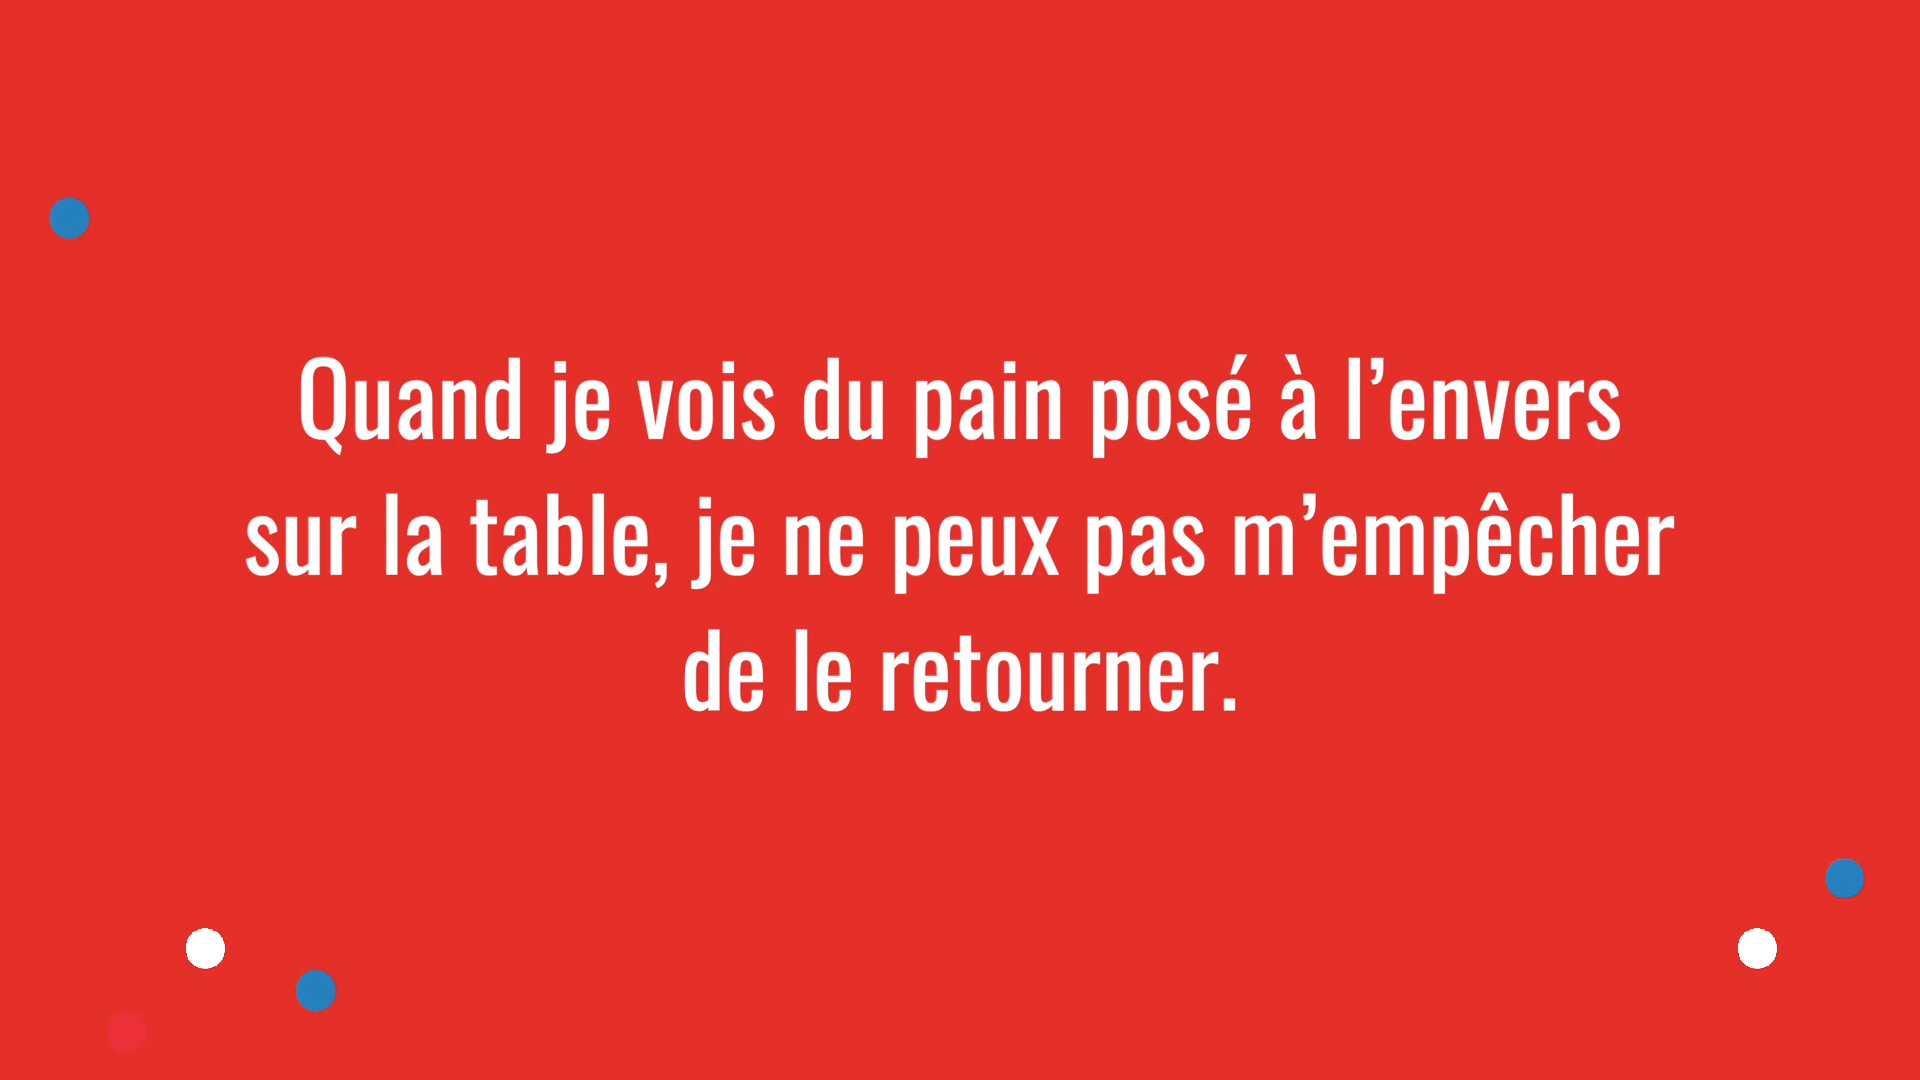 Quand je vois du pain posé à l’envers
sur la table, je ne peux pas m’empêcher
de le retourner.